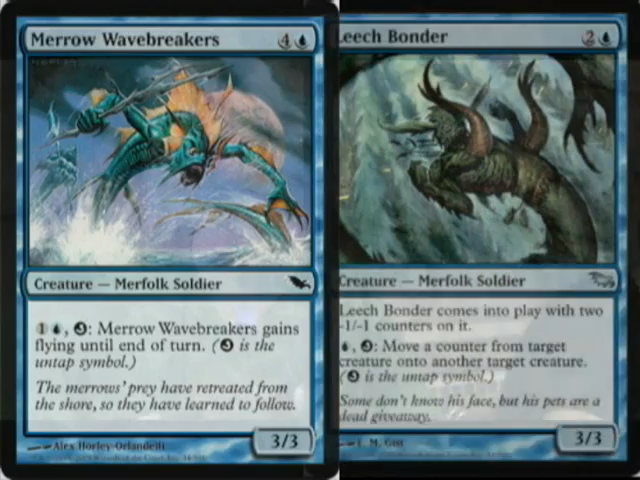 Merrow Wavebreakers
4
Creature — Merfolk Soldier
1 , : Merrow Wavebreakers gains
flying until end of turn. ( is the
untap symbol.)
The merrows' prey have retreated from
the shore, so they have learned to follow.
Alex Horley-Orlandelli
3/3
Leech Bonder
2
Creature — Merfolk Soldier
Leech Bonder comes into play with two
-1/-1 counters on it.
, : Move a counter from target
creature onto another target creature.
( is the untap symbol.)
Some don't know his face, but his pets are a
dead giveaway.
3/3